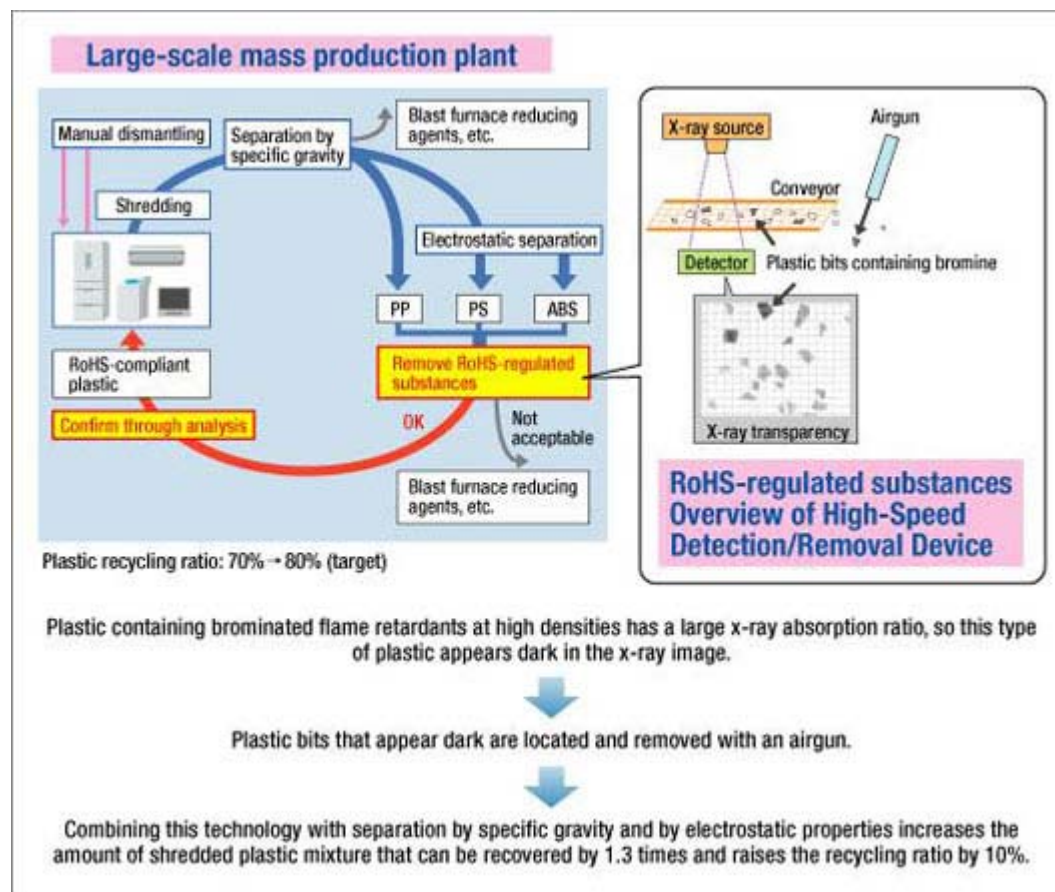 Large-scale mass production plant
Manual dismantling
Separation by
specific gravity
Blast furnace reducing
agents, etc.
Shredding
Electrostatic separation
PP
PS
ABS
RoHS-compliant
plastic
Remove RoHS-regulated
substances
Confirm through analysis
OK
Not
acceptable
Blast furnace reducing
agents, etc.
Plastic recycling ratio: 70% → 80% (target)
X-ray source
Airgun
Conveyor
Detector
Plastic bits containing bromine
X-ray transparency
RoHS-regulated substances
Overview of High-Speed
Detection/Removal Device
Plastic containing brominated flame retardants at high densities has a large x-ray absorption ratio, so this type
of plastic appears dark in the x-ray image.
Plastic bits that appear dark are located and removed with an airgun.
Combining this technology with separation by specific gravity and by electrostatic properties increases the
amount of shredded plastic mixture that can be recovered by 1.3 times and raises the recycling ratio by 10%.